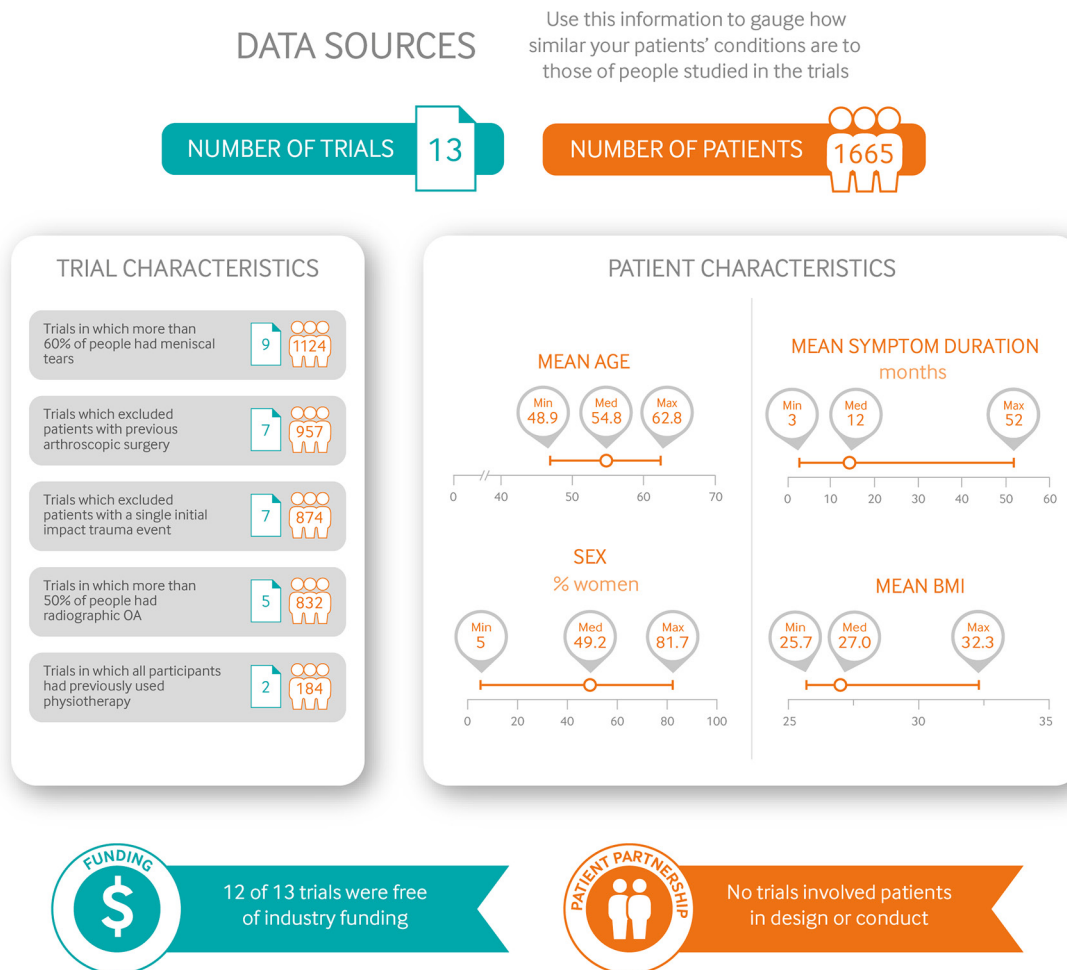 DATA SOURCES
Use this information to gauge how
similar your patients’ conditions are to
those of people studied in the trials
NUMBER OF TRIALS 13
NUMBER OF PATIENTS 1665
TRIAL CHARACTERISTICS
Trials in which more than
60% of people had meniscal
tears
9 1124
Trials which excluded
patients with previous
arthroscopic surgery
7 957
Trials which excluded
patients with a single initial
impact trauma event
7 874
Trials in which more than
50% of people had
radiographic OA
5 832
Trials in which all participants
had previously used
physiotherapy
2 184
PATIENT CHARACTERISTICS
MEAN AGE
Min Med Max
48.9 54.8 62.8
0 40 50 60 70
MEAN SYMPTOM DURATION
months
Min Med Max
3 12 52
0 10 20 30 40 50 60
SEX
% women
Min Med Max
5 49.2 81.7
0 20 40 60 80 100
MEAN BMI
Min Med Max
25.7 27.0 32.3
25 30 35
FUNDING
$
12 of 13 trials were free
of industry funding
PATIENT PARTNERSHIP
No trials involved patients
in design or conduct